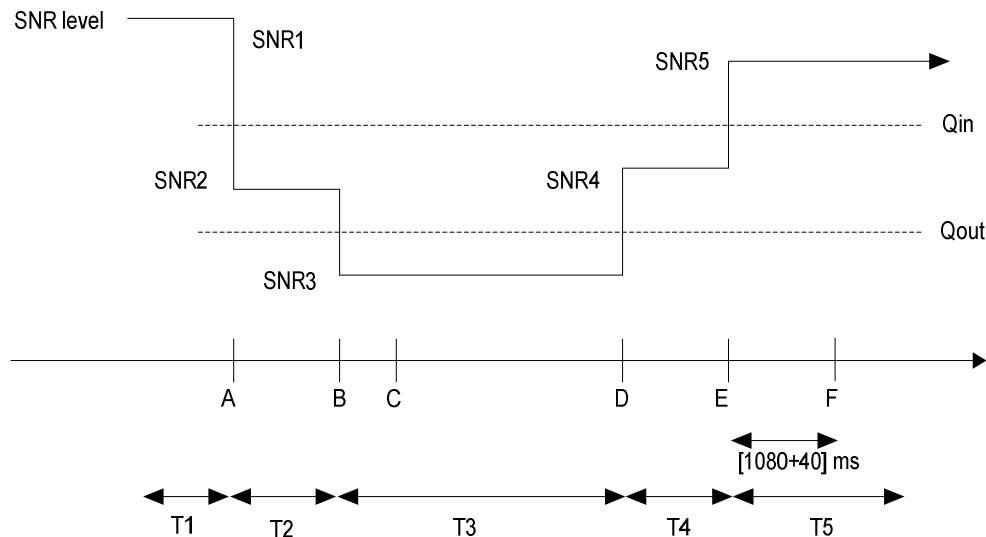 SNR level
SNR1
SNR5
Qin
SNR2
SNR4
Qout
SNR3
A B C D E F
[1080+40] ms
T1 T2 T3 T4 T5